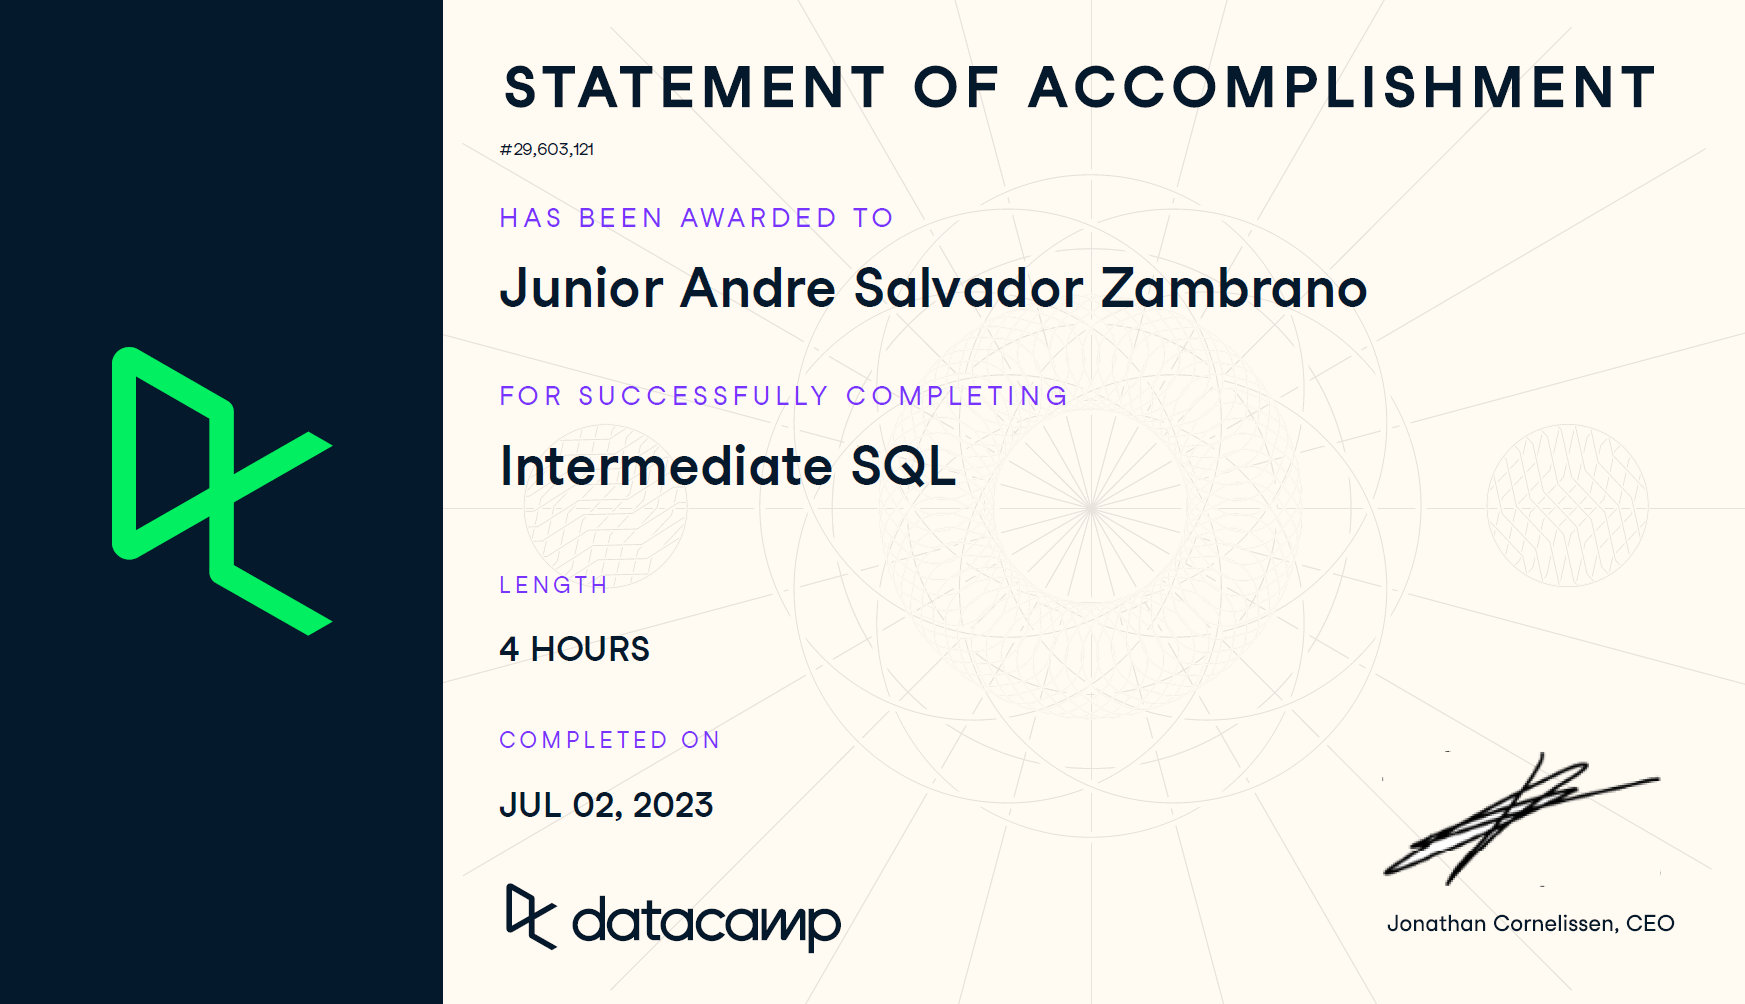 STATEMENT OF ACCOMPLISHMENT
#29,603,121
HAS BEEN AWARDED TO
Junior Andre Salvador Zambrano
FOR SUCCESSFULLY COMPLETING
Intermediate SQL
LENGTH
4 HOURS
COMPLETED ON
JUL 02, 2023
datacamp
Jonathan Cornelissen, CEO